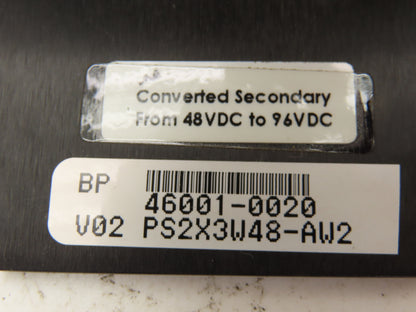 Converted Secondary
From 48VDC to 96VDC
BP
46001-0020
V02 PS2X3W48-AW2